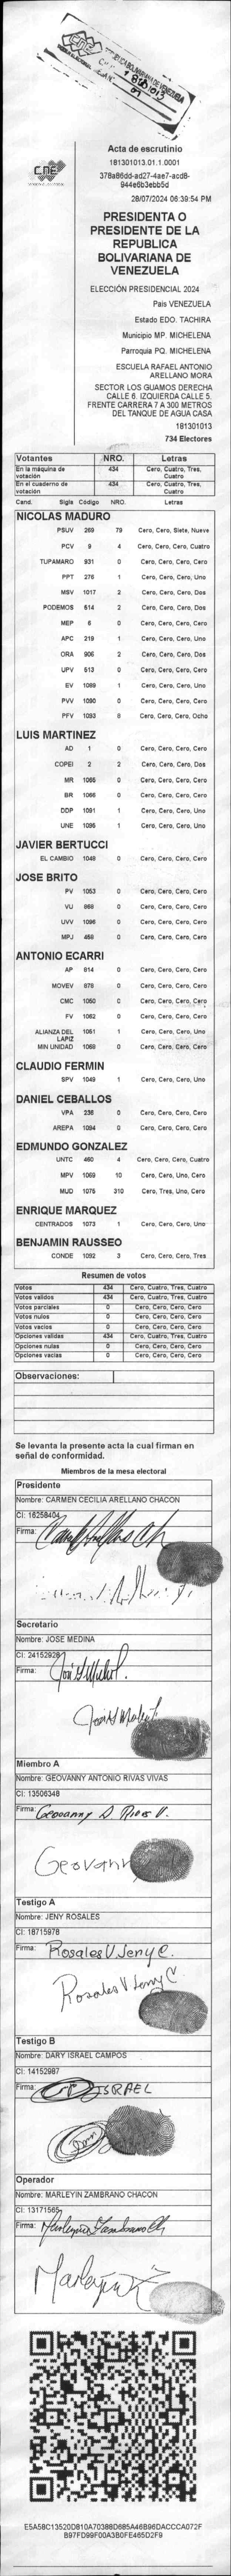 CNE
Acta de escrutinio
181301013.01.1.0001
378a86dd-ad27-4ae7-acd8-
944e6b3ebb5d
28/07/2024 06:39:54 PM
PRESIDENTA O
PRESIDENTE DE LA
REPUBLICA
BOLIVARIANA DE
VENEZUELA
ELECCIÓN PRESIDENCIAL 2024
Pais VENEZUELA
Estado EDO. TACHIRA
Municipio MP. MICHELENA
Parroquia PQ. MICHELENA
ESCUELA RAFAEL ANTONIO
ARELLANO MORA
SECTOR LOS GUAMOS DERECHA
CALLE 6. IZQUIERDA CALLE 5.
FRENTE CARRERA 7 A 300 METROS
DEL TANQUE DE AGUA CASA
181301013
734 Electores
Votantes NRO. Letras
En la máquina de votación 434 Cero, Cuatro, Tres, Cuatro
En el cuaderno de votación 434 Cero, Cuatro, Tres, Cuatro
Cand. Sigla Código NRO. Letras
NICOLAS MADURO
PSUV 269 79 Cero, Cero, Siete, Nueve
PCV 9 4 Cero, Cero, Cero, Cuatro
TUPAMARO 931 0 Cero, Cero, Cero, Cero
PPT 276 1 Cero, Cero, Cero, Uno
MSV 1017 2 Cero, Cero, Cero, Dos
PODEMOS 614 2 Cero, Cero, Cero, Dos
MEP 6 0 Cero, Cero, Cero, Cero
APC 219 1 Cero, Cero, Cero, Uno
ORA 906 2 Cero, Cero, Cero, Dos
UPV 513 0 Cero, Cero, Cero, Cero
EV 1089 1 Cero, Cero, Cero, Uno
PVV 1090 0 Cero, Cero, Cero, Cero
PFV 1093 8 Cero, Cero, Cero, Ocho
LUIS MARTINEZ
AD 1 0 Cero, Cero, Cero, Cero
COPEI 2 2 Cero, Cero, Cero, Dos
MR 1065 0 Cero, Cero, Cero, Cero
BR 1066 0 Cero, Cero, Cero, Cero
DDP 1091 1 Cero, Cero, Cero, Uno
UNE 1095 1 Cero, Cero, Cero, Uno
JAVIER BERTUCCI
EL CAMBIO 1048 0 Cero, Cero, Cero, Cero
JOSE BRITO
PV 1053 0 Cero, Cero, Cero, Cero
VU 868 0 Cero, Cero, Cero, Cero
UVV 1096 0 Cero, Cero, Cero, Cero
MPJ 458 0 Cero, Cero, Cero, Cero
ANTONIO ECARRI
AP 814 0 Cero, Cero, Cero, Cero
MOVEV 879 0 Cero, Cero, Cero, Cero
CMC 1050 0 Cero, Cero, Cero, Cero
FV 1062 0 Cero, Cero, Cero, Cero
ALIANZA DEL LAPIZ 1051 1 Cero, Cero, Cero, Uno
MIN UNIDAD 1068 0 Cero, Cero, Cero, Cero
CLAUDIO FERMIN
SPV 1049 1 Cero, Cero, Cero, Uno
DANIEL CEBALLOS
VPA 236 0 Cero, Cero, Cero, Cero
AREPA 1094 0 Cero, Cero, Cero, Cero
EDMUNDO GONZALEZ
UNTC 460 4 Cero, Cero, Cero, Cuatro
MPV 1069 10 Cero, Cero, Uno, Cero
MUD 1075 310 Cero, Tres, Uno, Cero
ENRIQUE MARQUEZ
CENTRADOS 1073 1 Cero, Cero, Cero, Uno
BENJAMIN RAUSSEO
CONDE 1092 3 Cero, Cero, Cero, Tres
Resumen de votos
Votos 434 Cero, Cuatro, Tres, Cuatro
Votos validos 434 Cero, Cuatro, Tres, Cuatro
Votos parciales 0 Cero, Cero, Cero, Cero
Votos nulos 0 Cero, Cero, Cero, Cero
Votos vacios 0 Cero, Cero, Cero, Cero
Opciones validas 434 Cero, Cuatro, Tres, Cuatro
Opciones nulas 0 Cero, Cero, Cero, Cero
Opciones vacias 0 Cero, Cero, Cero, Cero
Observaciones:
Se levanta la presente acta la cual firman en
señal de conformidad.
Miembros de la mesa electoral
Presidente
Nombre: CARMEN CECILIA ARELLANO CHACON
CI: 16258404
Firma:
Secretario
Nombre: JOSE MEDINA
CI: 24152926
Firma:
Miembro A
Nombre: GEOVANNY ANTONIO RIVAS VIVAS
CI: 13506348
Firma: Geovanny A Rivas V.
Geovann
Testigo A
Nombre: JENY ROSALES
CI: 18715978
Firma: Rosales V Jeny C.
Rosales V Jeny C
Testigo B
Nombre: DARY ISRAEL CAMPOS
CI: 14152987
Firma: ISRAEL
Operador
Nombre: MARLEYIN ZAMBRANO CHACON
CI: 13171565
Firma: Marleyin Zambrano Ch
Marleyin
E5A58C13520D810A70388D685A46B96DACCCA072F
B97FD99F00A3B0FE465D2F9